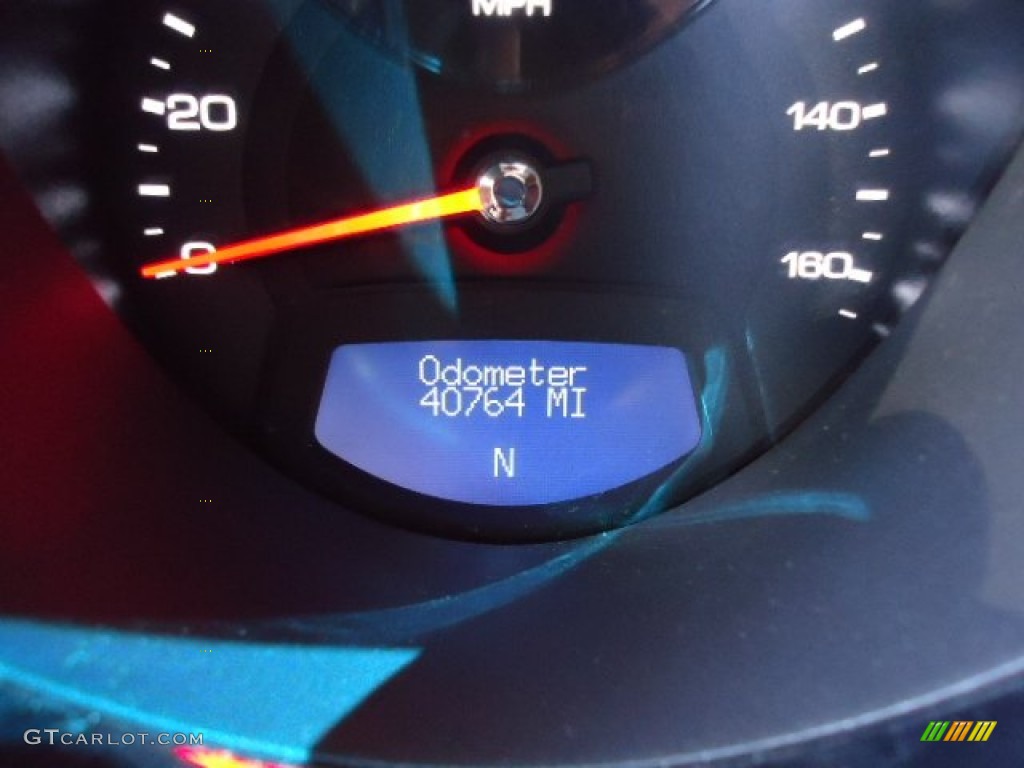 MPH
20
140
0
160
Odometer
40764 MI
N
GTCARLOT.COM